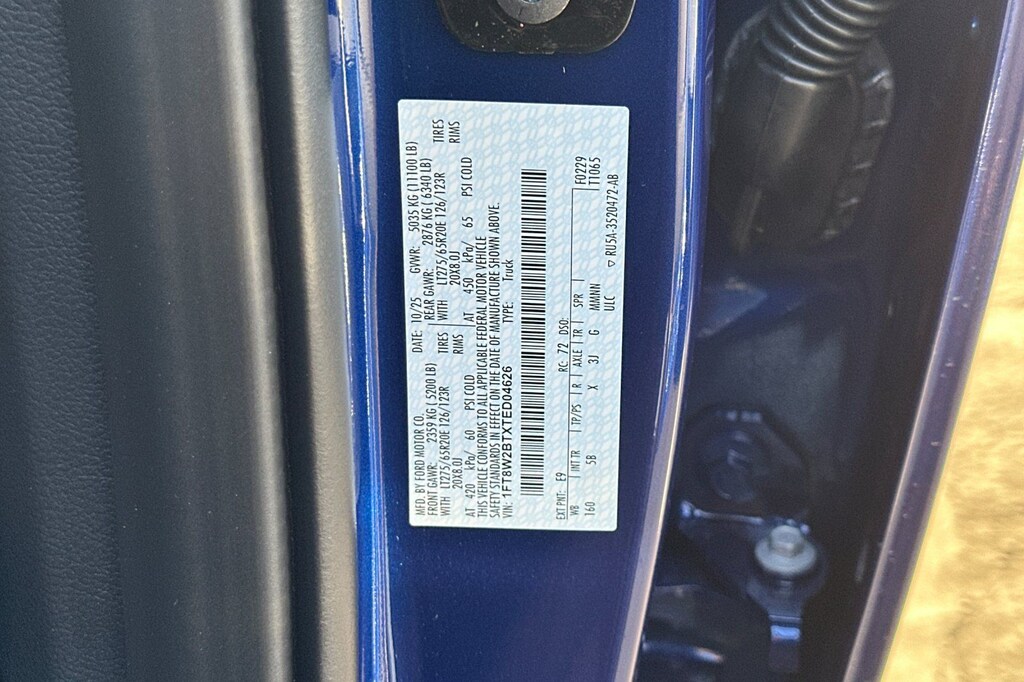 MFD. BY FORD MOTOR CO. DATE: 10/25 GVWR: 5035 KG (11100 LB)
FRONT GAWR: 2359 KG (5200 LB) REAR GAWR: 2876 KG (6340 LB)
WITH LT275/65R20E 126/123R TIRES WITH LT275/65R20E 126/123R TIRES
20X8.0J RIMS 20X8.0J RIMS
AT 420 kPa/ 60 PSI COLD AT 450 kPa/ 65 PSI COLD
THIS VEHICLE CONFORMS TO ALL APPLICABLE FEDERAL MOTOR VEHICLE
SAFETY STANDARDS IN EFFECT ON THE DATE OF MANUFACTURE SHOWN ABOVE.
VIN: 1FT8W2BTXTED04626 TYPE: Truck
EXT PNT: E9 RC: 72 DSO: F0229
WB INT TR TP/PS R AXLE TR SPR T1065
160 5B X 3J G MMNN
ULC ▽ RU5A-3520472-AB